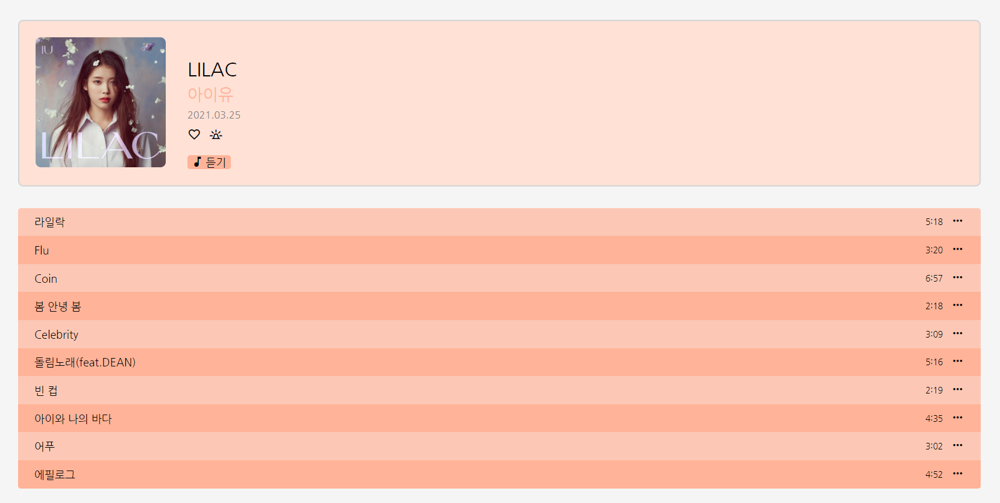 IU
LILAC
LILAC
아이유
2021.03.25
듣기
라일락 5:18
Flu 3:20
Coin 6:57
봄 안녕 봄 2:18
Celebrity 3:09
돌림노래(feat.DEAN) 5:16
빈 컵 2:19
아이와 나의 바다 4:35
어푸 3:02
에필로그 4:52